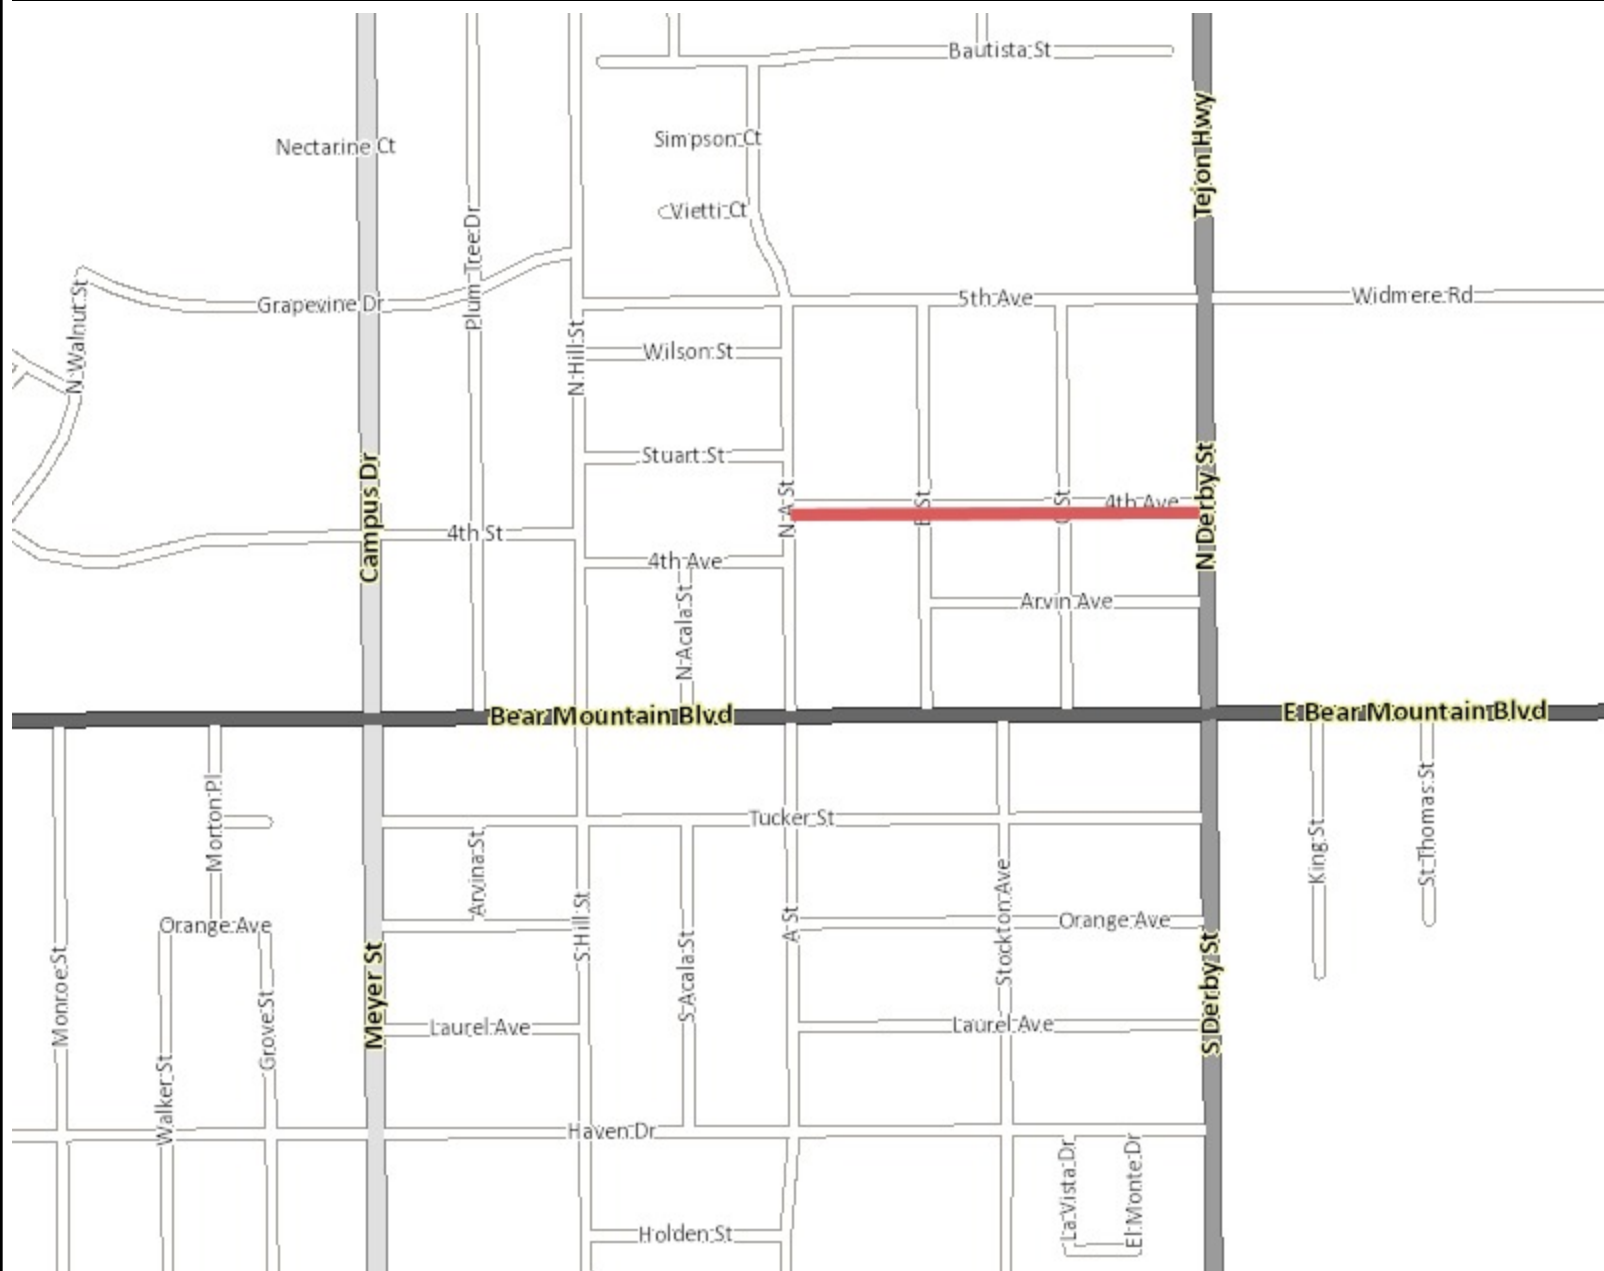 Bautista St
Tejon Hwy
Simpson Ct
Nectarine Ct
Vietti Ct
Plum Tree Dr
5th Ave
Widmere Rd
Grapevine Dr
N Walnut St
N Hill St
Wilson St
Stuart St
N A St
4th Ave
N Derby St
Campus Dr
4th St
4th Ave
N Acala St
Arvin Ave
Bear Mountain Blvd
E Bear Mountain Blvd
Morton Pl
Tucker St
King St
St Thomas St
Arvina St
Stockton Ave
Orange Ave
S Hill St
A St
Orange Ave
Monroe St
Meyer St
S Acala St
S Derby St
Grove St
Laurel Ave
Laurel Ave
Walker St
Haven Dr
La Vista Dr
El Monte Dr
Holden St